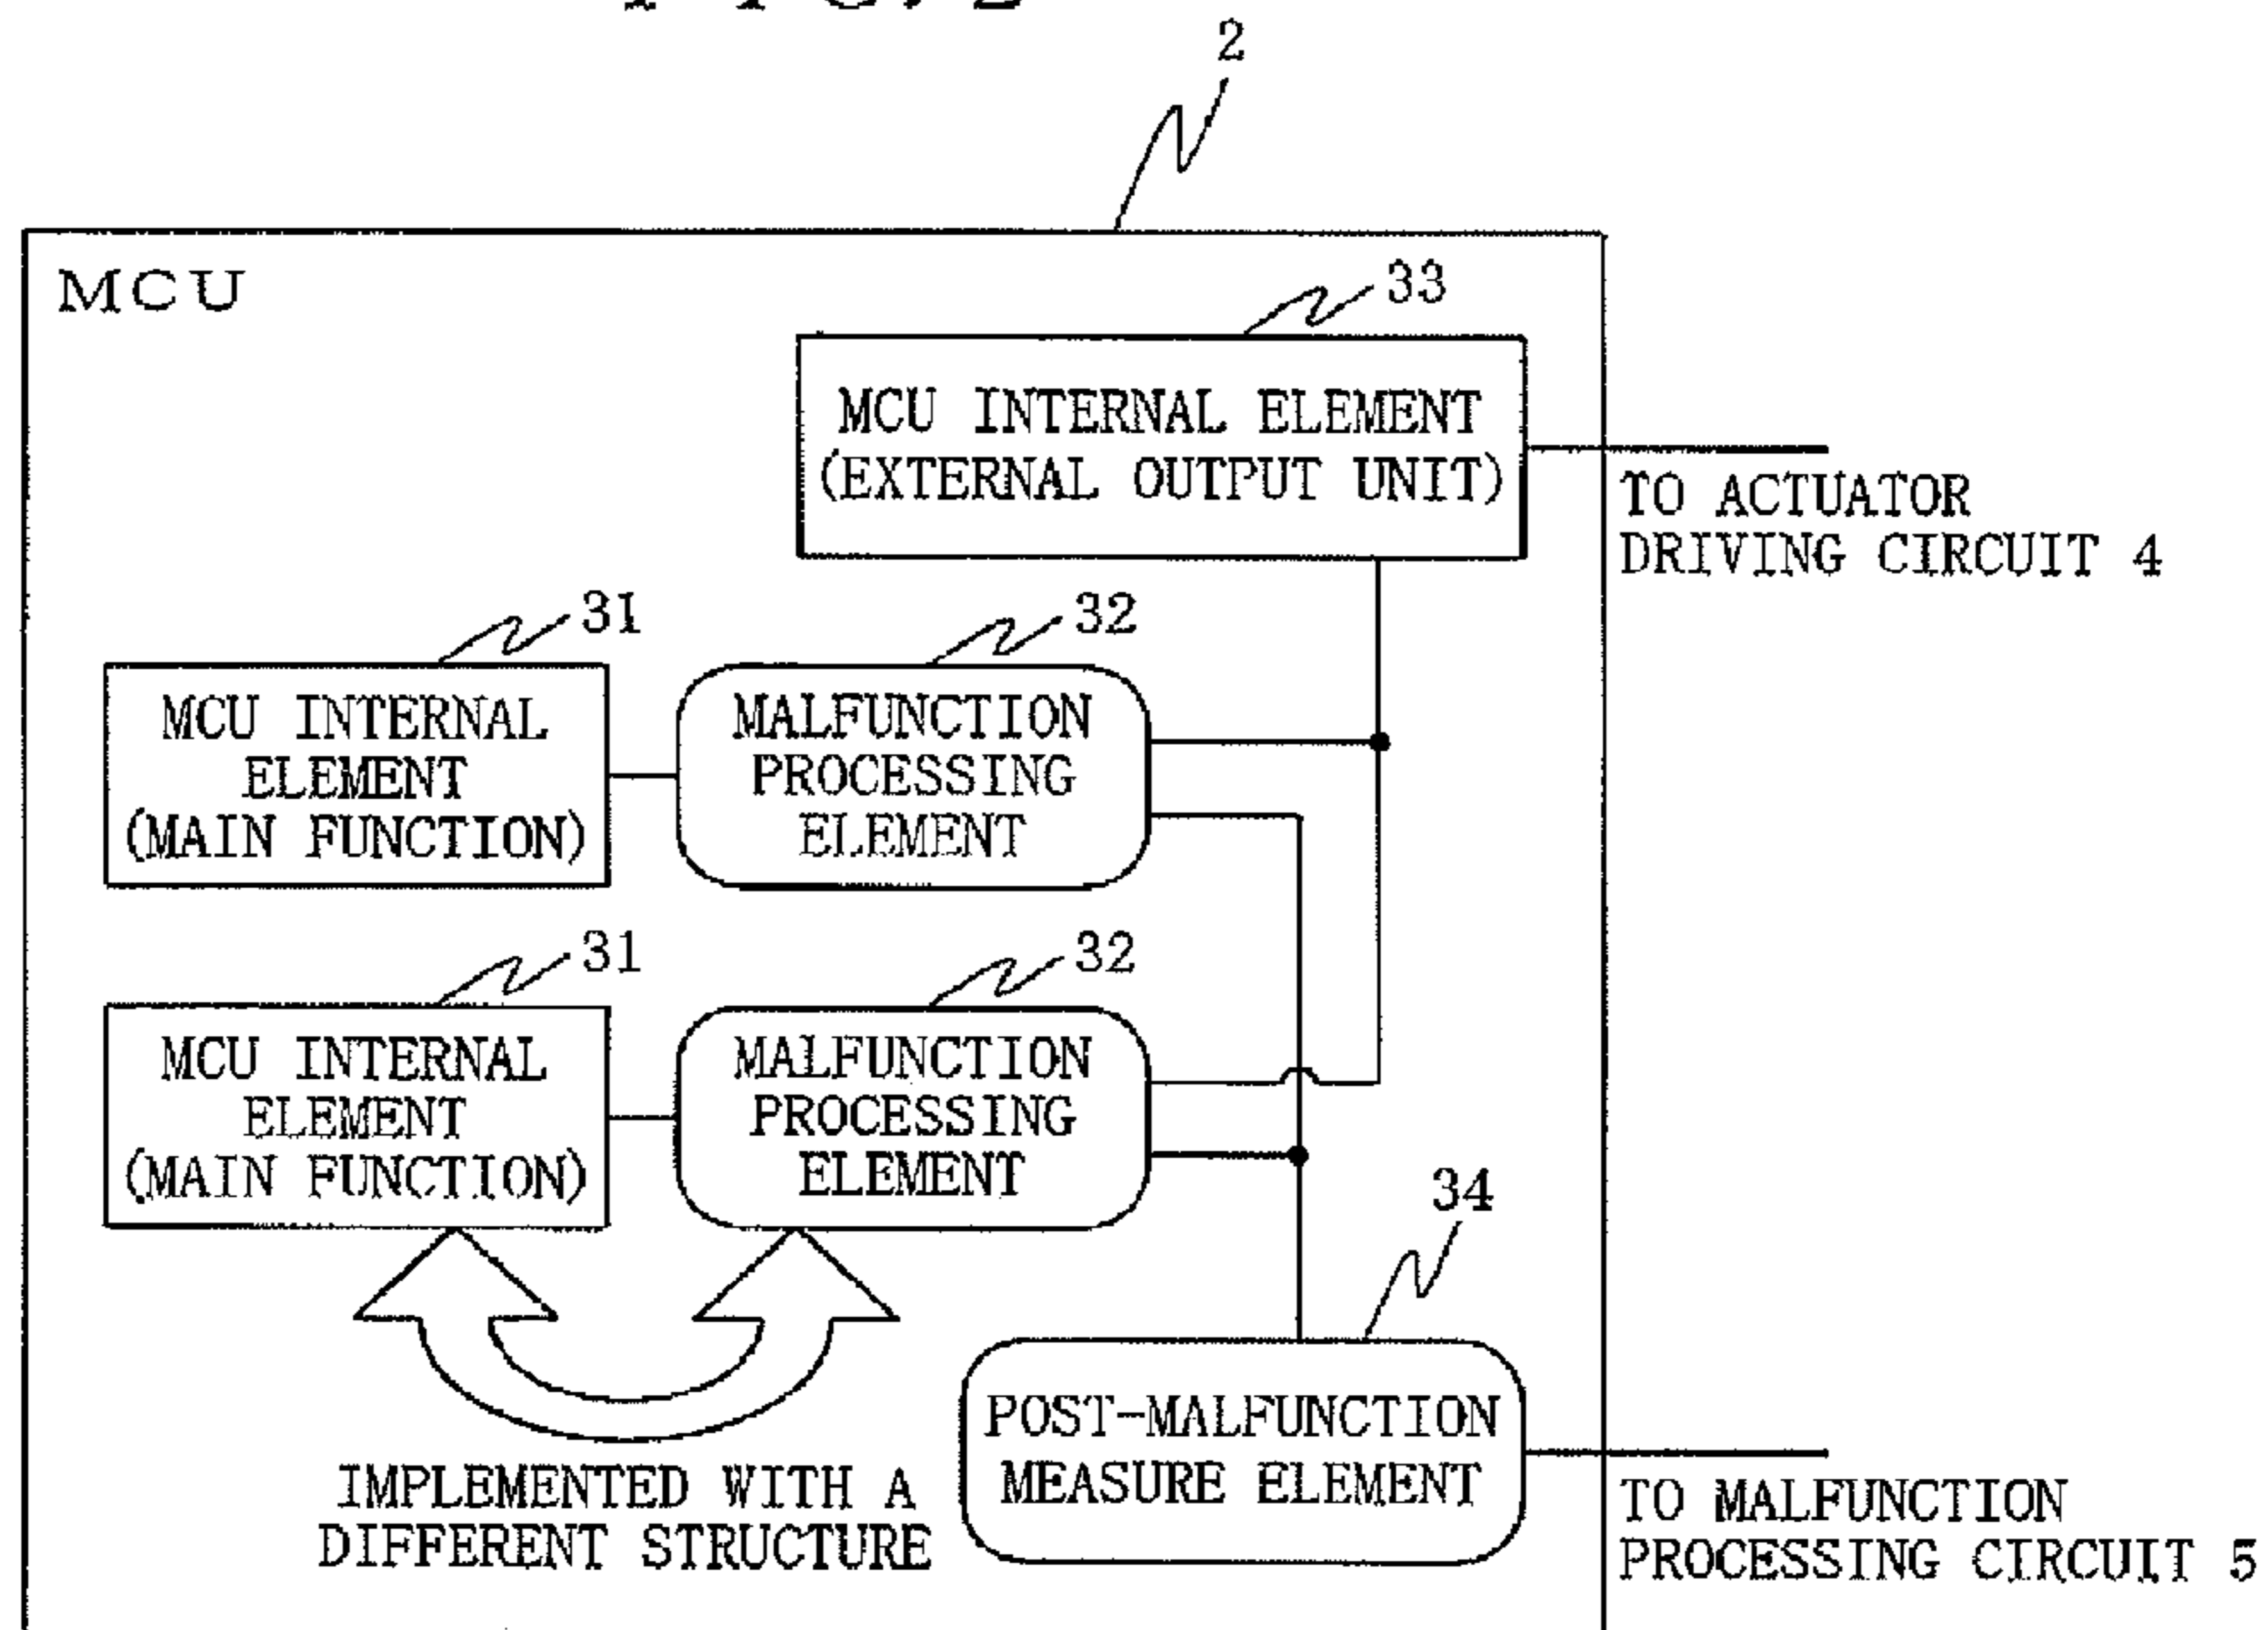 2
MCU
33
MCU INTERNAL ELEMENT
(EXTERNAL OUTPUT UNIT)
TO ACTUATOR
DRIVING CIRCUIT 4
31
32
MCU INTERNAL
ELEMENT
(MAIN FUNCTION)
MALFUNCTION
PROCESSING
ELEMENT
31
32
MCU INTERNAL
ELEMENT
(MAIN FUNCTION)
MALFUNCTION
PROCESSING
ELEMENT
34
POST-MALFUNCTION
MEASURE ELEMENT
IMPLEMENTED WITH A
DIFFERENT STRUCTURE
TO MALFUNCTION
PROCESSING CIRCUIT 5